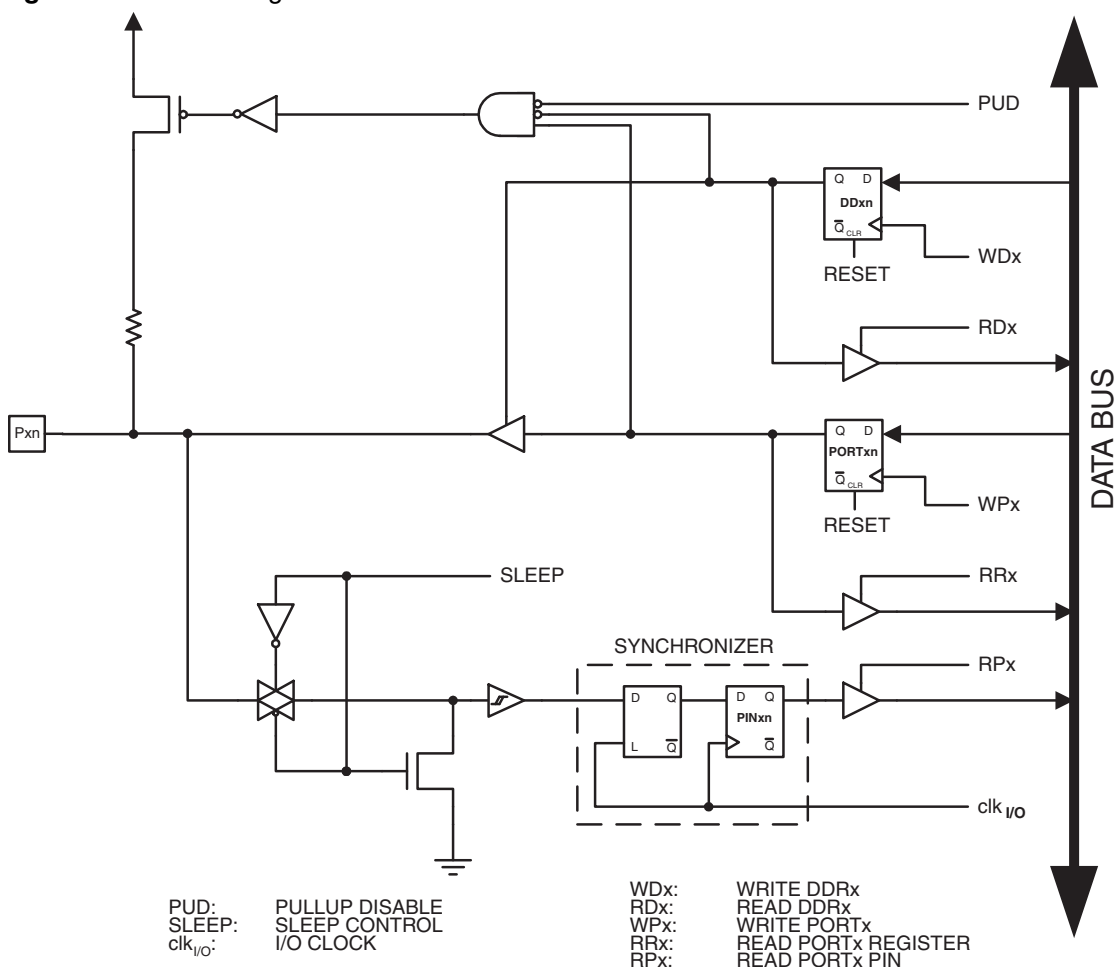 PUD
Q D
DDxn
Q CLR
WDx
RESET
RDx
Pxn
Q D
PORTxn
Q CLR
WPx
RESET
DATA BUS
SLEEP
RRx
SYNCHRONIZER
RPx
D Q
L Q
D Q
PINxn
Q
clk I/O
PUD: PULLUP DISABLE
SLEEP: SLEEP CONTROL
clkI/O: I/O CLOCK
WDx: WRITE DDRx
RDx: READ DDRx
WPx: WRITE PORTx
RRx: READ PORTx REGISTER
RPx: READ PORTx PIN